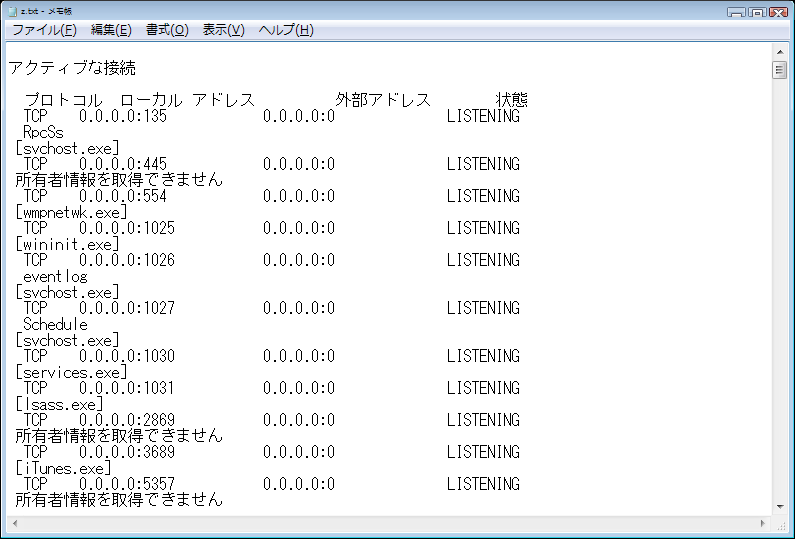 z.txt - メモ帳
ファイル(F) 編集(E) 書式(O) 表示(V) ヘルプ(H)
アクティブな接続
プロトコル ローカル アドレス 外部アドレス 状態
TCP 0.0.0.0:135 0.0.0.0:0 LISTENING
RpcSs
[svchost.exe]
TCP 0.0.0.0:445 0.0.0.0:0 LISTENING
所有者情報を取得できません
TCP 0.0.0.0:554 0.0.0.0:0 LISTENING
[wmpnetwk.exe]
TCP 0.0.0.0:1025 0.0.0.0:0 LISTENING
[wininit.exe]
TCP 0.0.0.0:1026 0.0.0.0:0 LISTENING
eventlog
[svchost.exe]
TCP 0.0.0.0:1027 0.0.0.0:0 LISTENING
Schedule
[svchost.exe]
TCP 0.0.0.0:1030 0.0.0.0:0 LISTENING
[services.exe]
TCP 0.0.0.0:1031 0.0.0.0:0 LISTENING
[lsass.exe]
TCP 0.0.0.0:2869 0.0.0.0:0 LISTENING
所有者情報を取得できません
TCP 0.0.0.0:3689 0.0.0.0:0 LISTENING
[iTunes.exe]
TCP 0.0.0.0:5357 0.0.0.0:0 LISTENING
所有者情報を取得できません